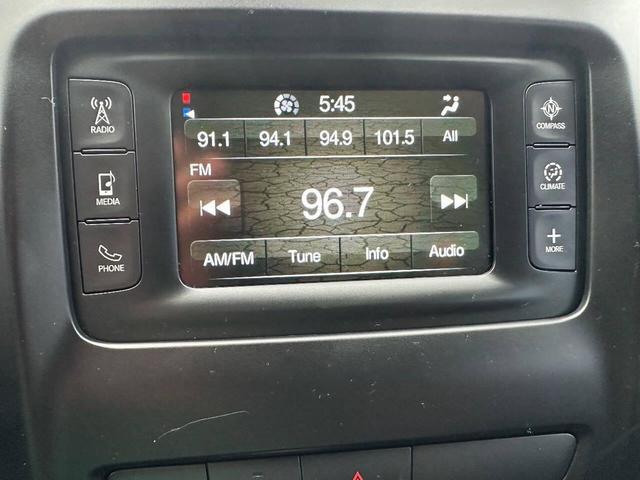 5:45
91.1 94.1 94.9 101.5 All
FM
96.7
AM/FM Tune Info Audio
RADIO
MEDIA
PHONE
N
COMPASS
CLIMATE
MORE